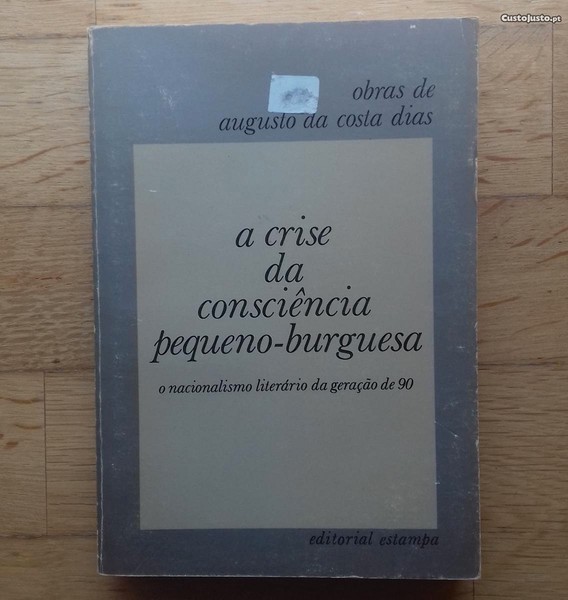 CustoJusto.pt
obras de
augusto da costa dias
a crise
da
consciência
pequeno-burguesa
o nacionalismo literário da geração de 90
editorial estampa